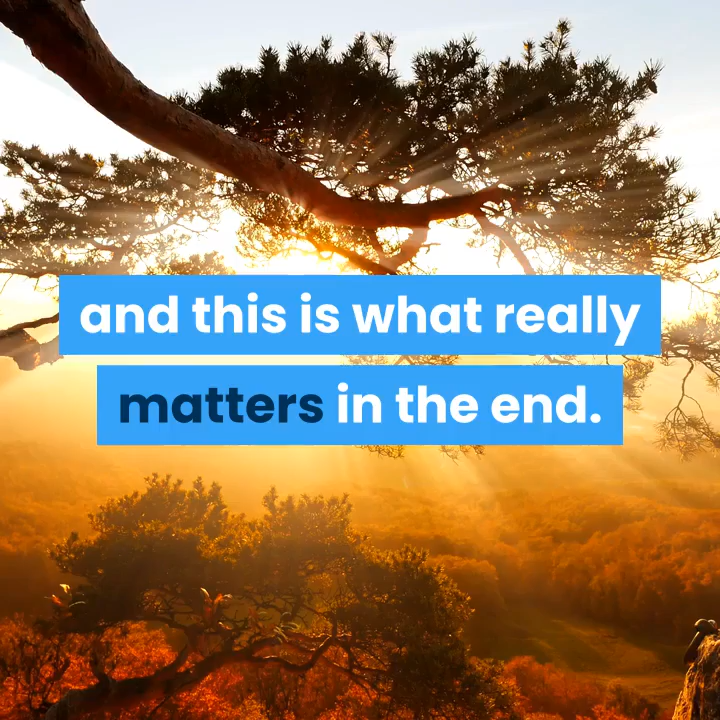 and this is what really
matters in the end.